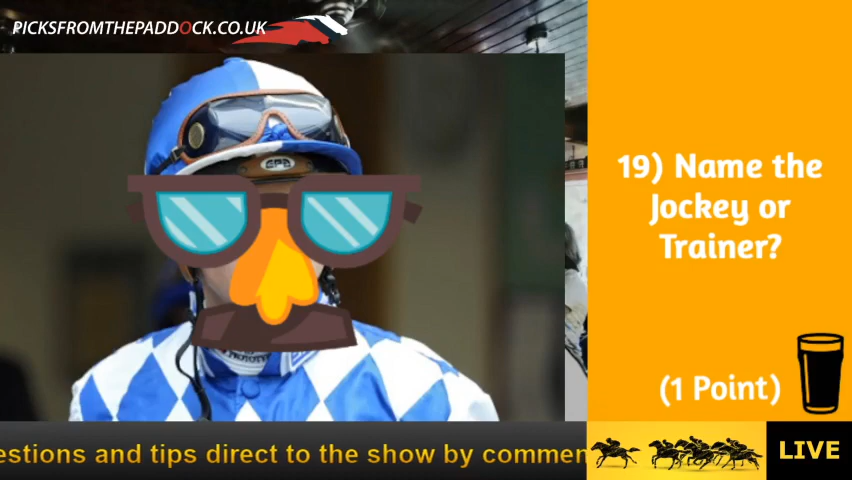 PICKSFROMTHEPADDOCK.CO.UK
GPA
19) Name the
Jockey or
Trainer?
(1 Point)
estions and tips direct to the show by commen
LIVE